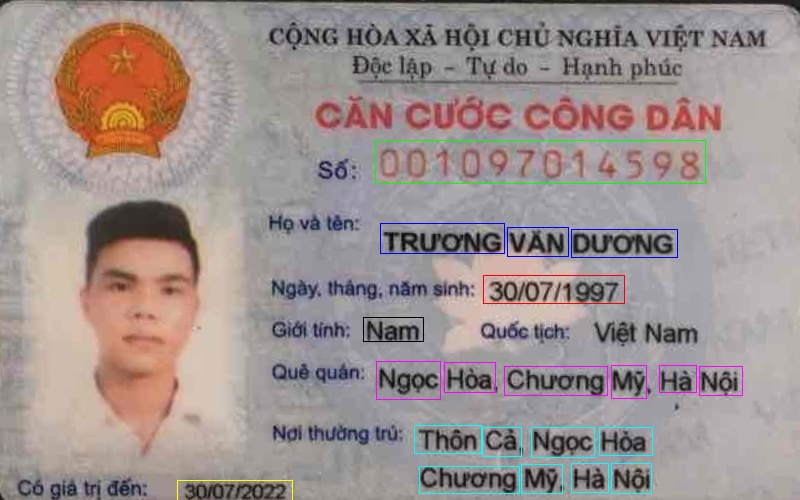 CỘNG HÒA XÃ HỘI CHỦ NGHĨA VIỆT NAM
Độc lập - Tự do - Hạnh phúc
CĂN CƯỚC CÔNG DÂN
Số: 001097014598
Họ và tên: TRƯƠNG VĂN DƯƠNG
Ngày, tháng, năm sinh: 30/07/1997
Giới tính: Nam Quốc tịch: Việt Nam
Quê quán: Ngọc Hòa, Chương Mỹ, Hà Nội
Nơi thường trú: Thôn Cả, Ngọc Hòa
Chương Mỹ, Hà Nội
Có giá trị đến: 30/07/2022